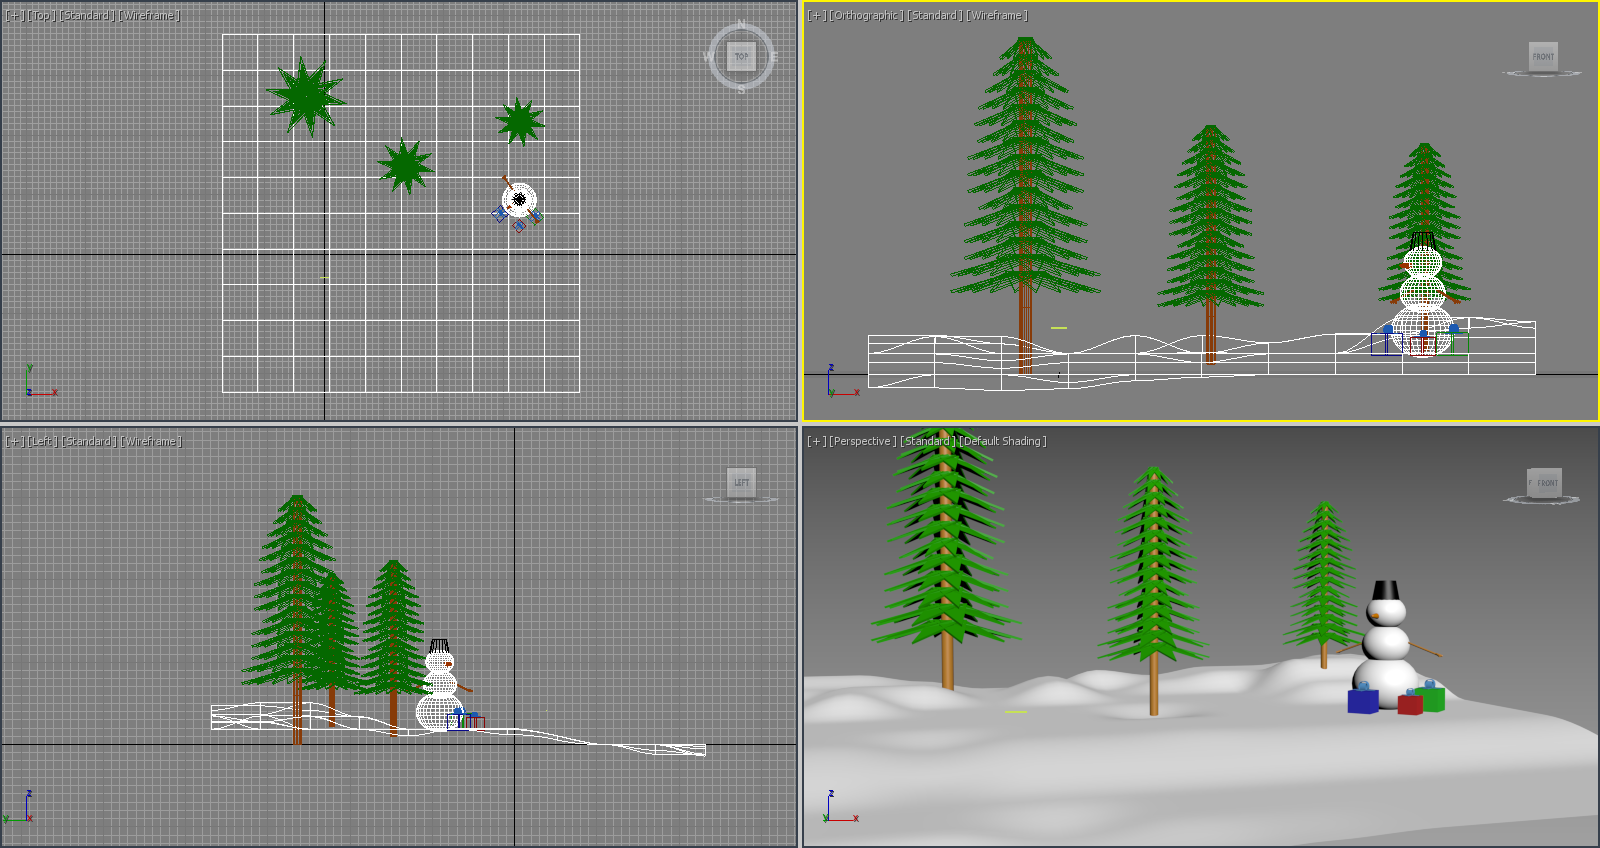 [+] [Top] [Standard] [Wireframe]
N
W TOP E
S
y
z x
[+] [Orthographic] [Standard] [Wireframe]
FRONT
z
y x
[+] [Left] [Standard] [Wireframe]
LEFT
z
y x
[+] [Perspective] [Standard] [Default Shading]
F FRONT
z
y x